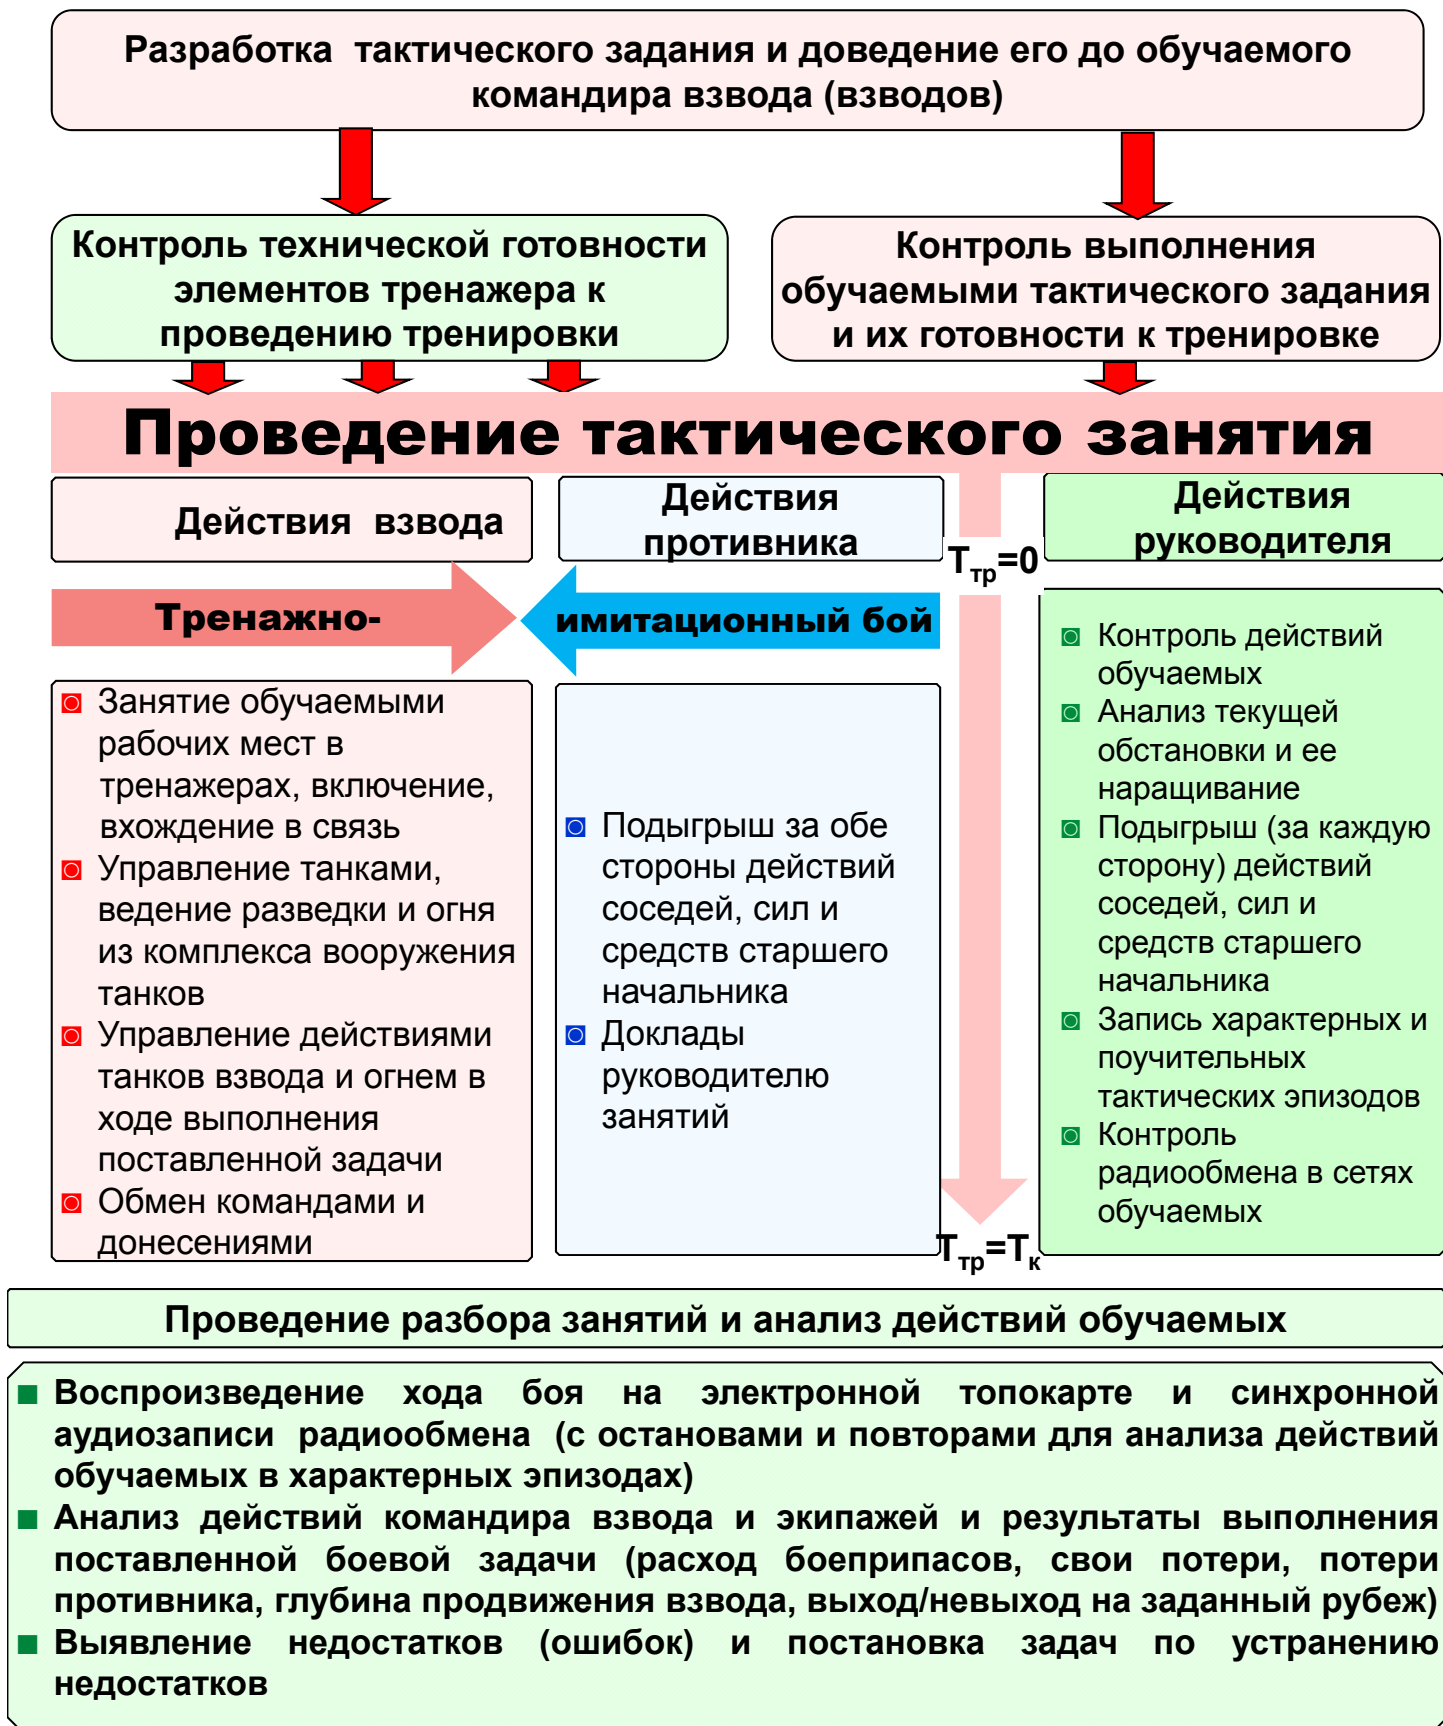 Разработка тактического задания и доведение его до обучаемого
командира взвода (взводов)
Контроль технической готовности
элементов тренажера к
проведению тренировки
Контроль выполнения
обучаемыми тактического задания
и их готовности к тренировке
Проведение тактического занятия
Действия взвода
Действия
противника
Tтр=0
Действия
руководителя
Тренажно-
имитационный бой
Занятие обучаемыми
рабочих мест в
тренажерах, включение,
вхождение в связь
Управление танками,
ведение разведки и огня
из комплекса вооружения
танков
Управление действиями
танков взвода и огнем в
ходе выполнения
поставленной задачи
Обмен командами и
донесениями
Подыгрыш за обе
стороны действий
соседей, сил и
средств старшего
начальника
Доклады
руководителю
занятий
Контроль действий
обучаемых
Анализ текущей
обстановки и ее
наращивание
Подыгрыш (за каждую
сторону) действий
соседей, сил и
средств старшего
начальника
Запись характерных и
поучительных
тактических эпизодов
Контроль
радиообмена в сетях
обучаемых
Tтр=Tк
Проведение разбора занятий и анализ действий обучаемых
Воспроизведение хода боя на электронной топокарте и синхронной
аудиозаписи радиообмена (с остановами и повторами для анализа действий
обучаемых в характерных эпизодах)
Анализ действий командира взвода и экипажей и результаты выполнения
поставленной боевой задачи (расход боеприпасов, свои потери, потери
противника, глубина продвижения взвода, выход/невыход на заданный рубеж)
Выявление недостатков (ошибок) и постановка задач по устранению
недостатков